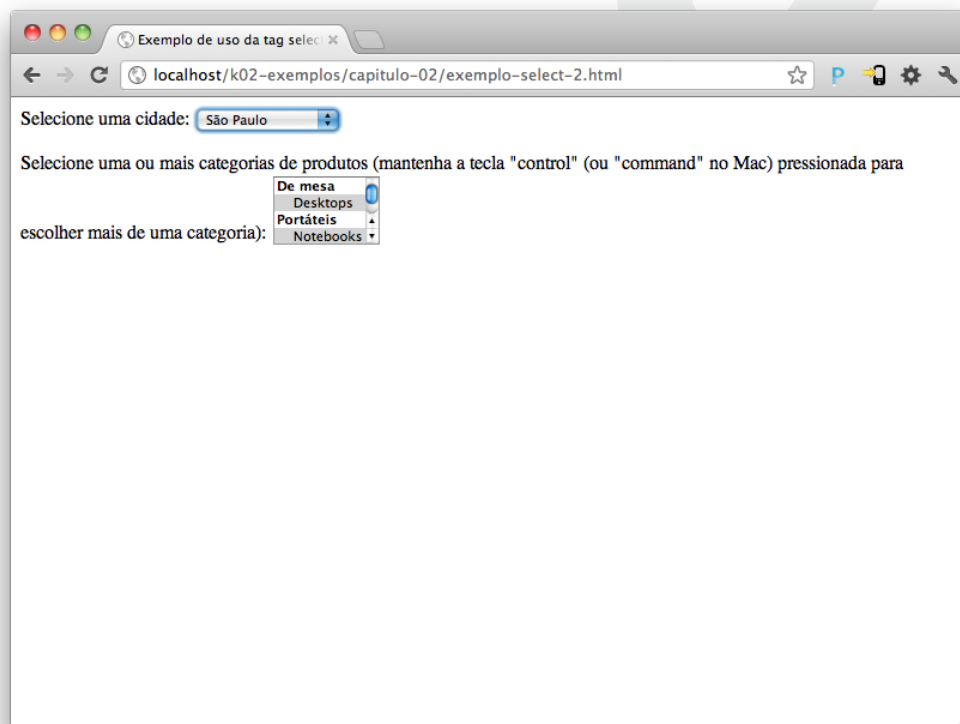 Exemplo de uso da tag selec
localhost/k02-exemplos/capitulo-02/exemplo-select-2.html
P
Selecione uma cidade: São Paulo
Selecione uma ou mais categorias de produtos (mantenha a tecla "control" (ou "command" no Mac) pressionada para
escolher mais de uma categoria):
De mesa
Desktops
Portáteis
Notebooks